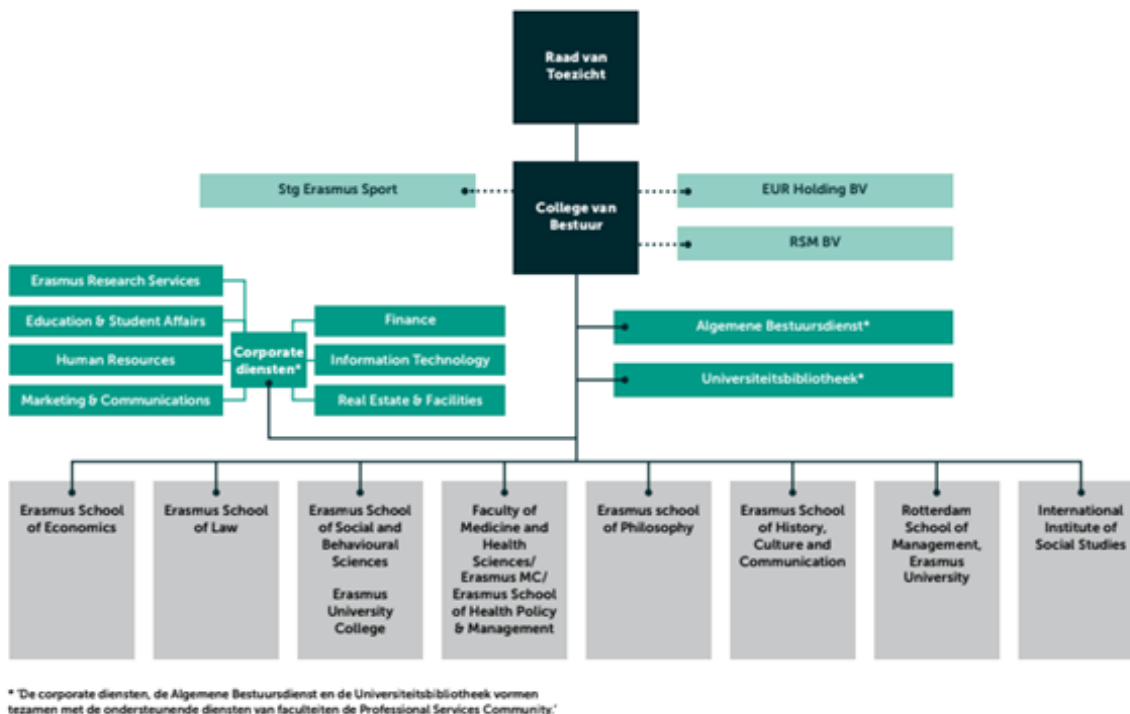 Raad van
Toezicht
Stg Erasmus Sport
College van
Bestuur
EUR Holding BV
RSM BV
Erasmus Research Services
Education & Student Affairs
Human Resources
Marketing & Communications
Corporate
diensten*
Finance
Information Technology
Real Estate & Facilities
Algemene Bestuursdienst*
Universiteitsbibliotheek*
Erasmus School
of Economics
Erasmus School
of Law
Erasmus School
of Social and
Behavioural
Sciences
Erasmus
University
College
Faculty of
Medicine and
Health
Sciences/
Erasmus MC/
Erasmus School
of Health Policy
& Management
Erasmus school
of Philosophy
Erasmus School
of History,
Culture and
Communication
Rotterdam
School of
Management,
Erasmus
University
International
Institute of
Social Studies
* 'De corporate diensten, de Algemene Bestuursdienst en de Universiteitsbibliotheek vormen
tezamen met de ondersteunende diensten van faculteiten de Professional Services Community.'